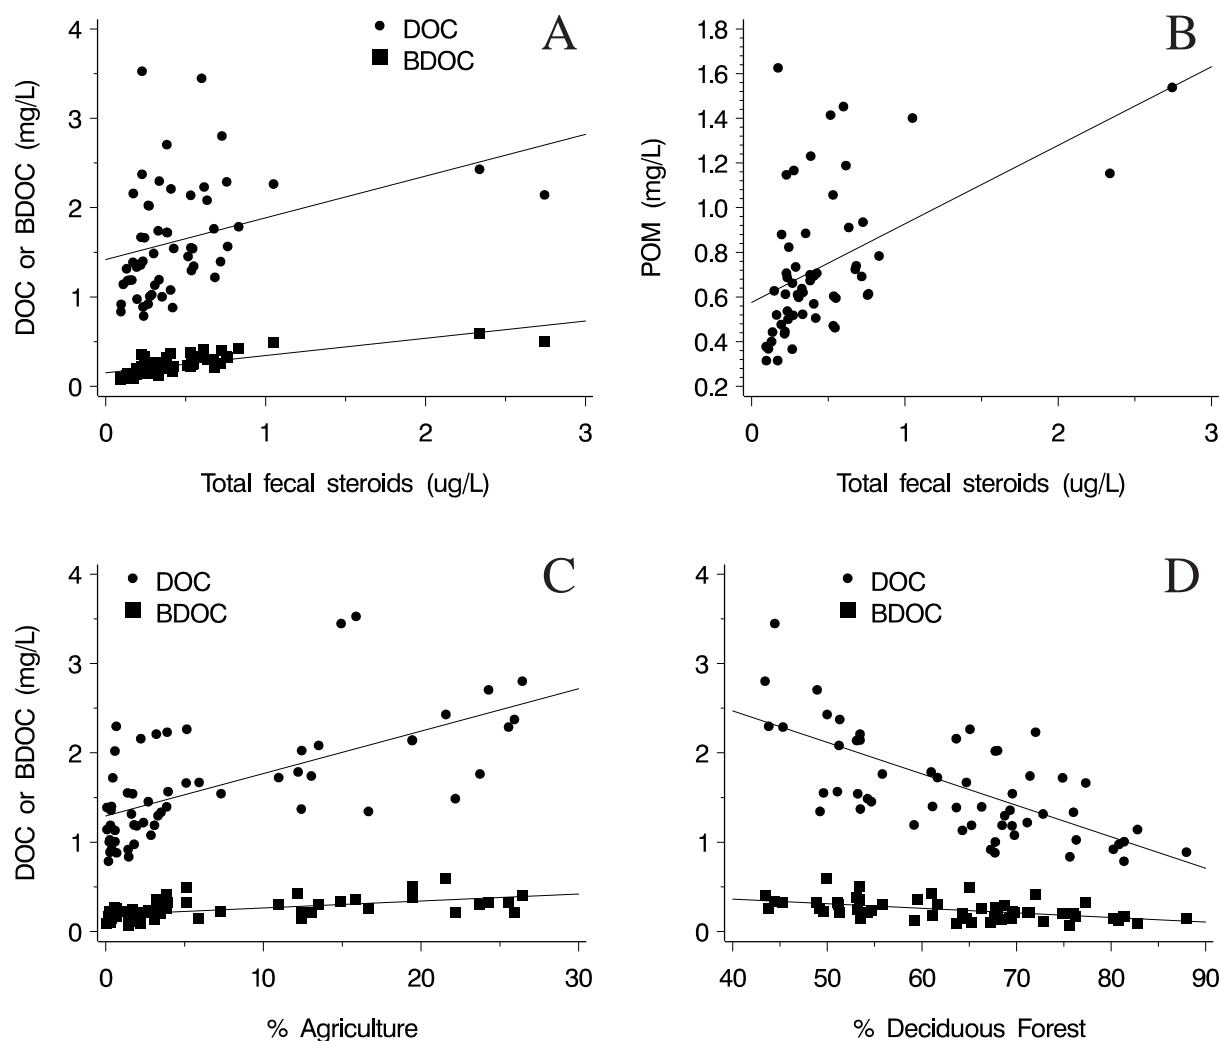 A
DOC
BDOC
DOC or BDOC (mg/L)
4
3
2
1
0
0 1 2 3
Total fecal steroids (ug/L)
B
POM (mg/L)
1.8
1.6
1.4
1.2
1.0
0.8
0.6
0.4
0.2
0 1 2 3
Total fecal steroids (ug/L)
C
DOC
BDOC
DOC or BDOC (mg/L)
4
3
2
1
0
0 10 20 30
% Agriculture
D
DOC
BDOC
4
3
2
1
0
40 50 60 70 80 90
% Deciduous Forest